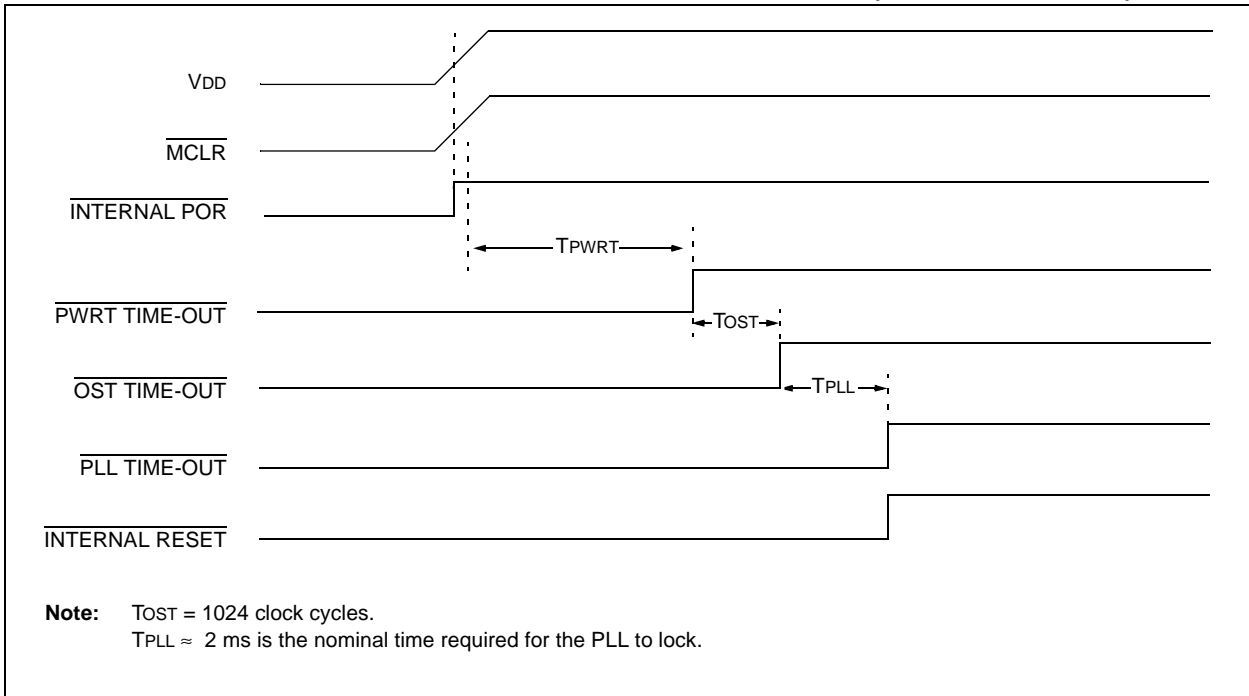 VDD
MCLR
INTERNAL POR
TPWRT
PWRT TIME-OUT
TOST
OST TIME-OUT
TPLL
PLL TIME-OUT
INTERNAL RESET
Note: TOST = 1024 clock cycles.
TPLL ≈ 2 ms is the nominal time required for the PLL to lock.